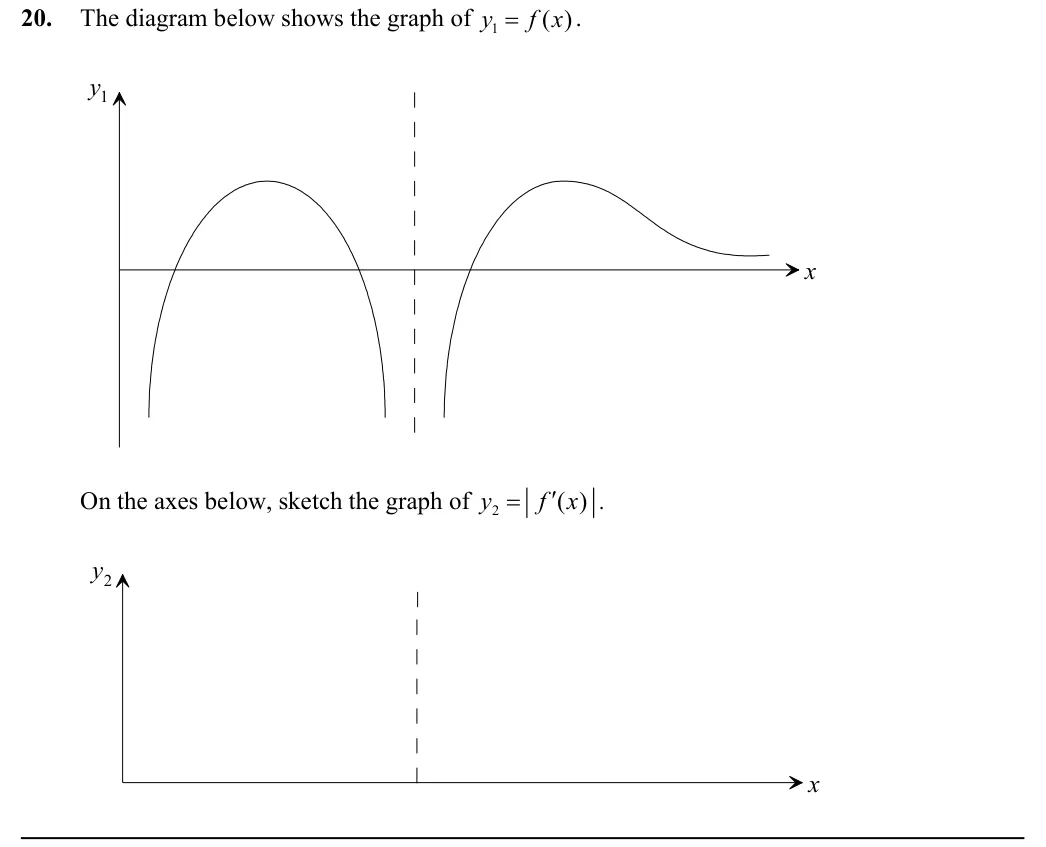 20. The diagram below shows the graph of y₁ = f(x).
y₁
x
On the axes below, sketch the graph of y₂ = |f′(x)|.
y₂
x